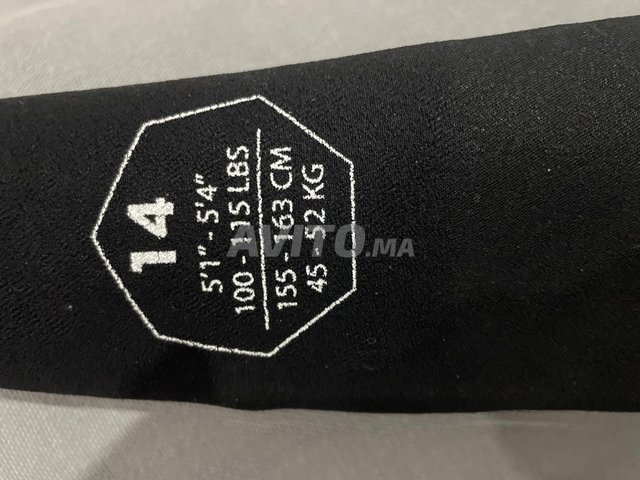 14
5'1" - 5'4"
100 - 115 LBS
155 - 163 CM
45 - 52 KG
AVITO.MA